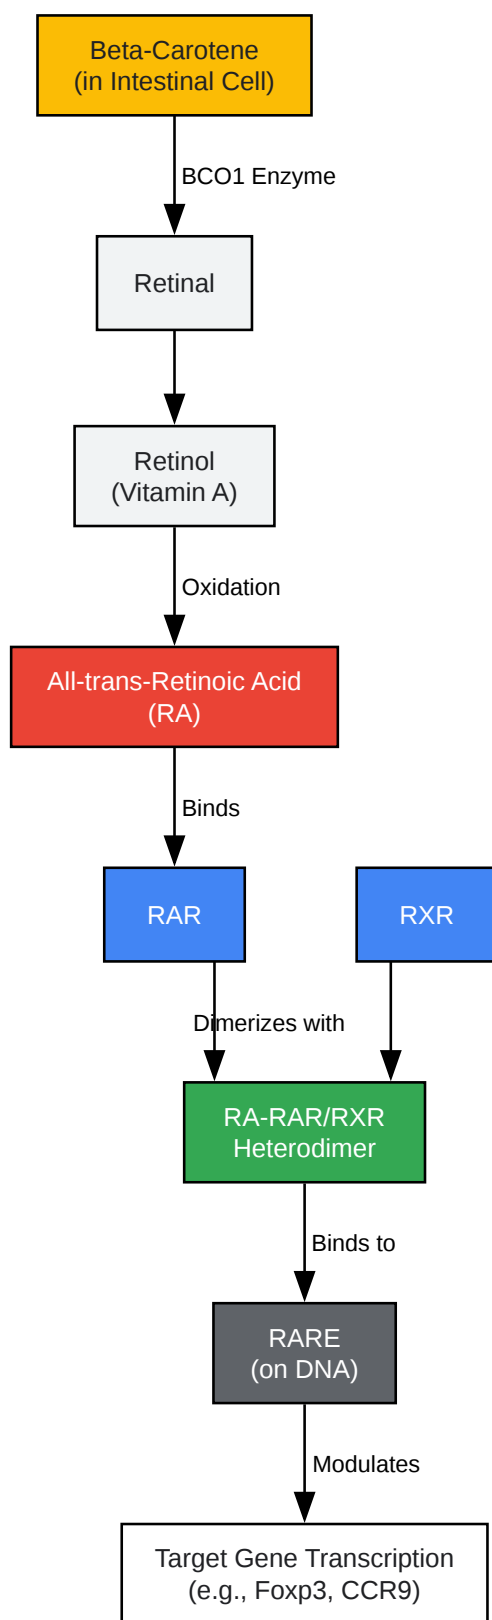 Beta-Carotene
(in Intestinal Cell)
BCO1 Enzyme
Retinal
Retinol
(Vitamin A)
Oxidation
All-trans-Retinoic Acid
(RA)
Binds
RAR
RXR
Dimerizes with
RA-RAR/RXR
Heterodimer
Binds to
RARE
(on DNA)
Modulates
Target Gene Transcription
(e.g., Foxp3, CCR9)